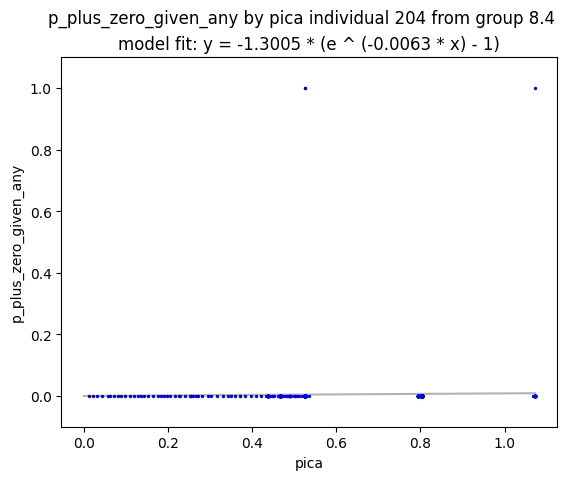 p_plus_zero_given_any by pica individual 204 from group 8.4
model fit: y = -1.3005 * (e ^ (-0.0063 * x) - 1)
1.0
0.8
0.6
0.4
0.2
0.0
p_plus_zero_given_any
0.0 0.2 0.4 0.6 0.8 1.0
pica